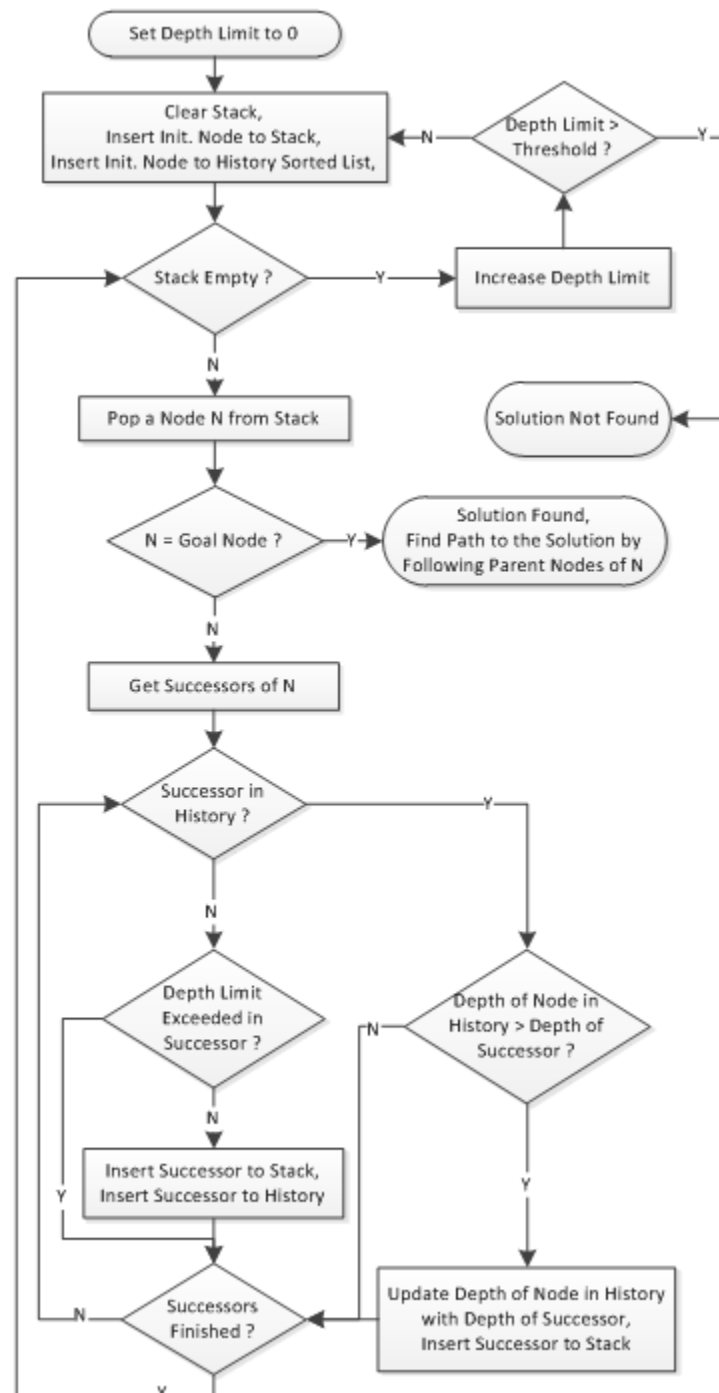 Set Depth Limit to 0
Clear Stack,
Insert Init. Node to Stack,
Insert Init. Node to History Sorted List,
N
Depth Limit >
Threshold ?
Y
Stack Empty ?
Y
Increase Depth Limit
N
Pop a Node N from Stack
Solution Not Found
N = Goal Node ?
Y
Solution Found,
Find Path to the Solution by
Following Parent Nodes of N
N
Get Successors of N
Successor in
History ?
Y
N
Depth Limit
Exceeded in
Successor ?
N
Depth of Node in
History > Depth of
Successor ?
N
Y
Insert Successor to Stack,
Insert Successor to History
Y
Successors
Finished ?
N
Update Depth of Node in History
with Depth of Successor,
Insert Successor to Stack
Y